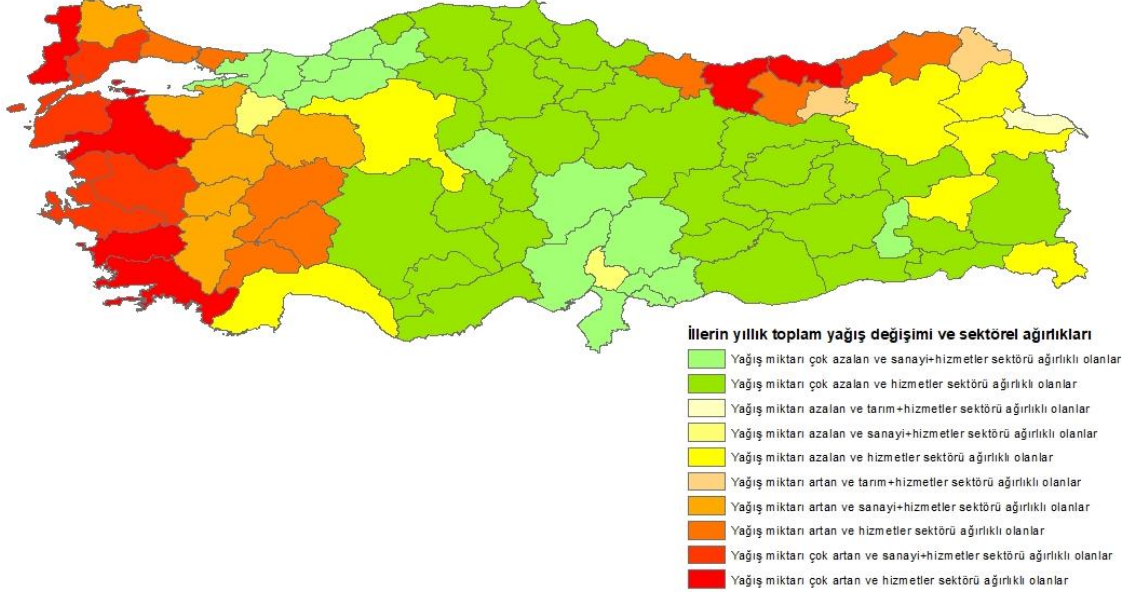 İllerin yıllık toplam yağış değişimi ve sektörel ağırlıkları
Yağış miktarı çok azalan ve sanayi+hizmetler sektörü ağırlıklı olanlar
Yağış miktarı çok azalan ve hizmetler sektörü ağırlıklı olanlar
Yağış miktarı azalan ve tarım+hizmetler sektörü ağırlıklı olanlar
Yağış miktarı azalan ve sanayi+hizmetler sektörü ağırlıklı olanlar
Yağış miktarı azalan ve hizmetler sektörü ağırlıklı olanlar
Yağış miktarı artan ve tarım+hizmetler sektörü ağırlıklı olanlar
Yağış miktarı artan ve sanayi+hizmetler sektörü ağırlıklı olanlar
Yağış miktarı artan ve hizmetler sektörü ağırlıklı olanlar
Yağış miktarı çok artan ve sanayi+hizmetler sektörü ağırlıklı olanlar
Yağış miktarı çok artan ve hizmetler sektörü ağırlıklı olanlar